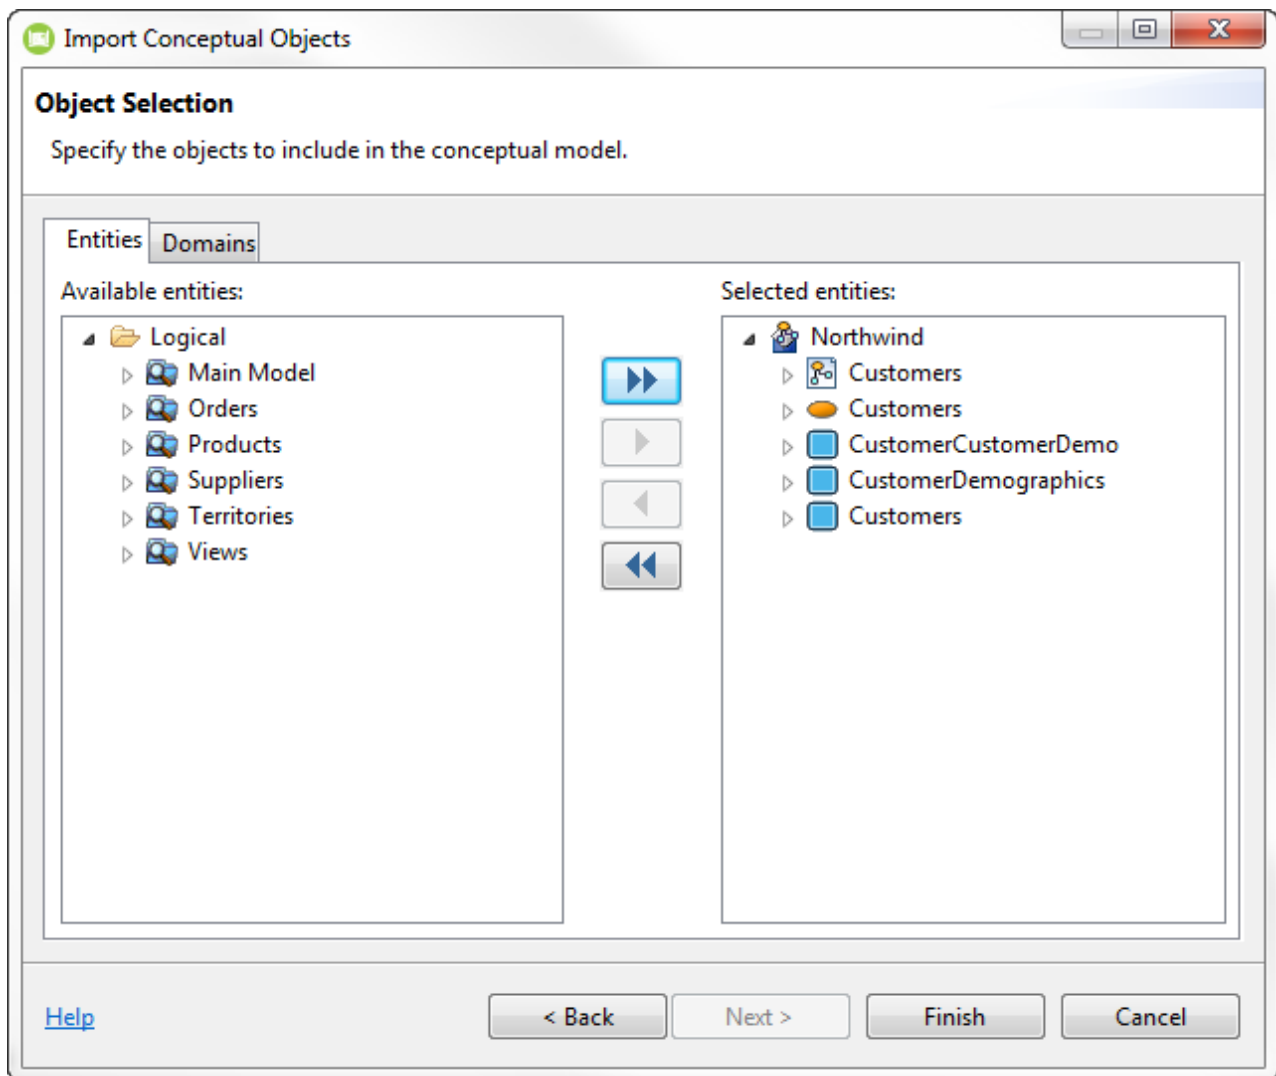 Import Conceptual Objects
Object Selection
Specify the objects to include in the conceptual model.
Entities
Domains
Available entities:
Logical
Main Model
Orders
Products
Suppliers
Territories
Views
Selected entities:
Northwind
Customers
Customers
CustomerCustomerDemo
CustomerDemographics
Customers
Help
< Back
Next >
Finish
Cancel